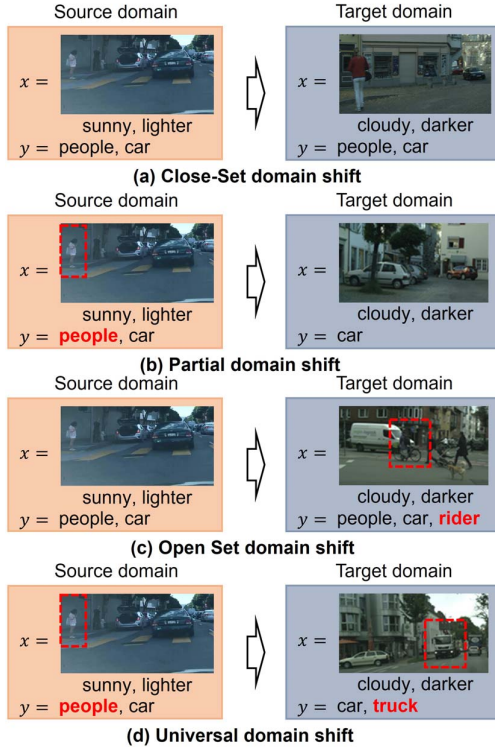 Source domain
Target domain
x =
x =
sunny, lighter
cloudy, darker
y = people, car
y = people, car
(a) Close-Set domain shift
Source domain
Target domain
x =
x =
sunny, lighter
cloudy, darker
y = people, car
y = car
(b) Partial domain shift
Source domain
Target domain
x =
x =
sunny, lighter
cloudy, darker
y = people, car
y = people, car, rider
(c) Open Set domain shift
Source domain
Target domain
x =
x =
sunny, lighter
cloudy, darker
y = people, car
y = car, truck
(d) Universal domain shift